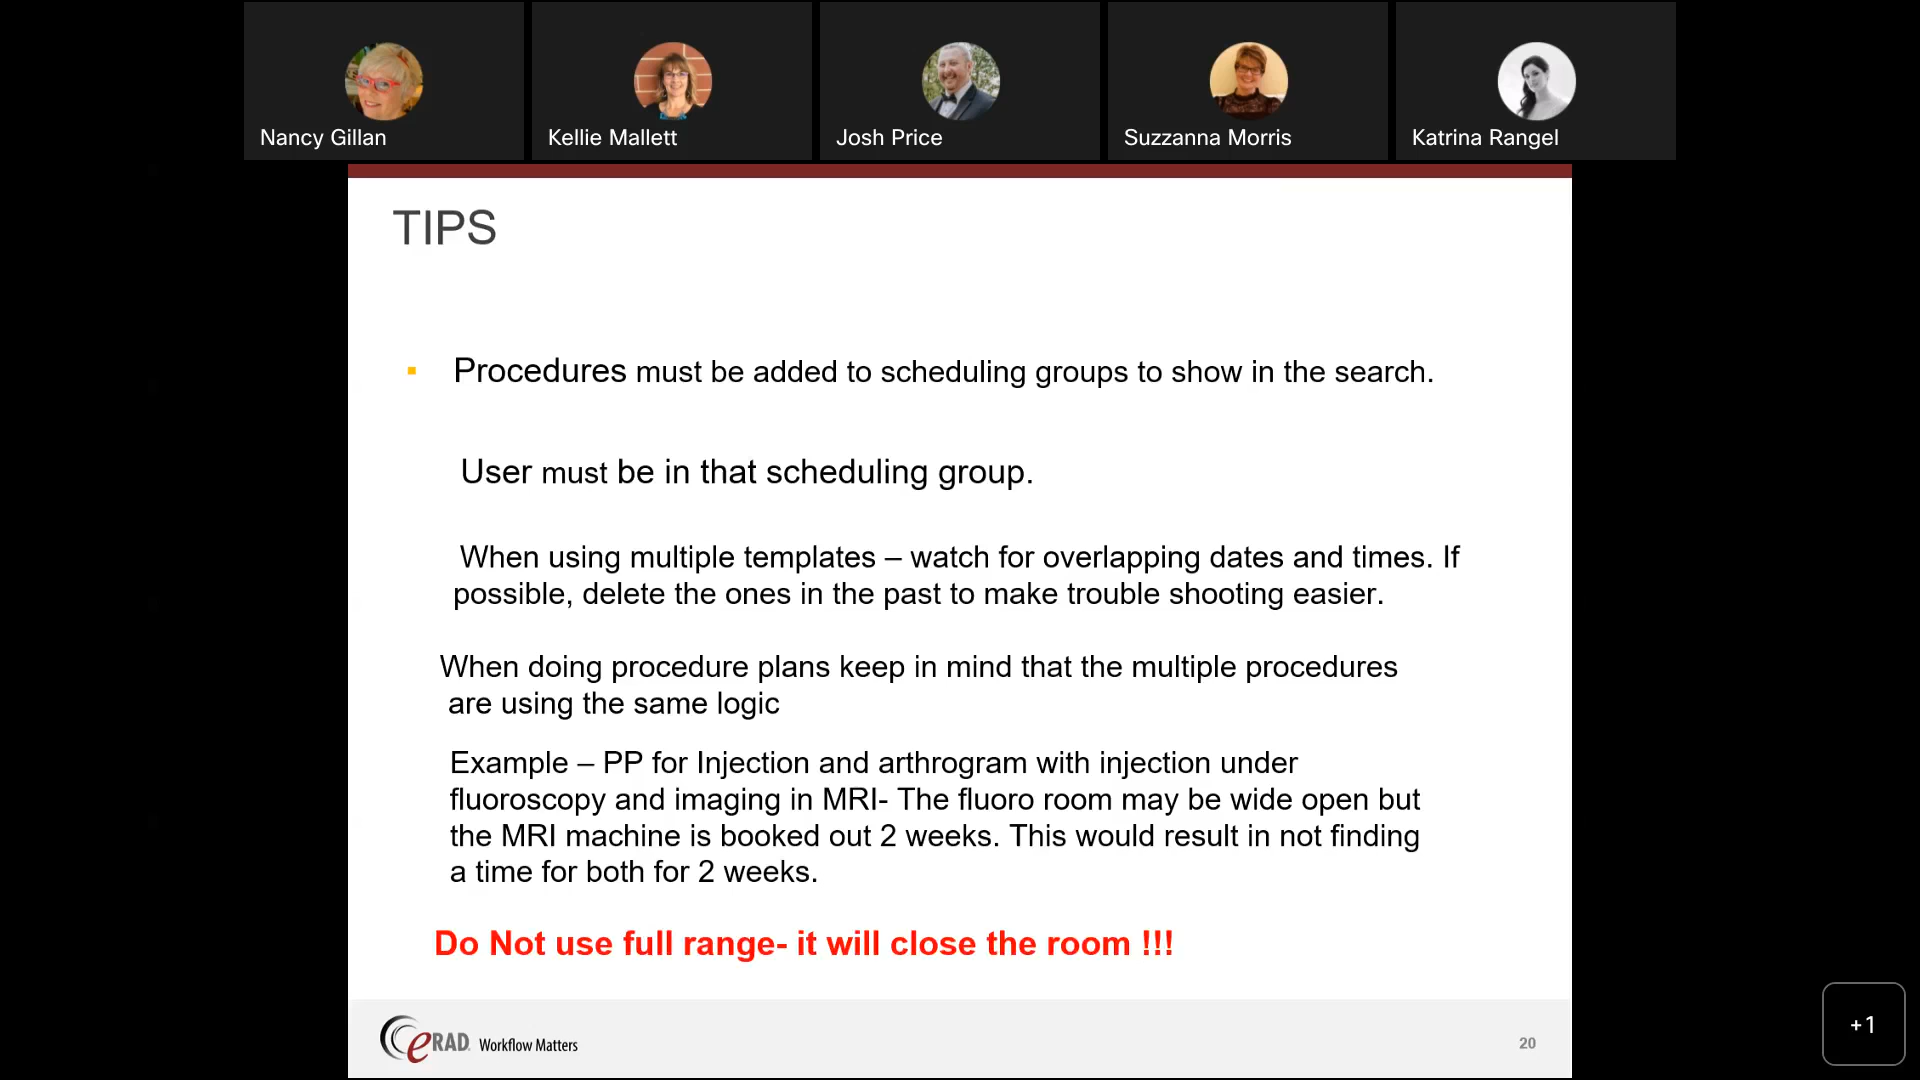 Nancy Gillan
Kellie Mallett
Josh Price
Suzzanna Morris
Katrina Rangel
TIPS
▪ Procedures must be added to scheduling groups to show in the search.
User must be in that scheduling group.
When using multiple templates – watch for overlapping dates and times. If
possible, delete the ones in the past to make trouble shooting easier.
When doing procedure plans keep in mind that the multiple procedures
are using the same logic
Example – PP for Injection and arthrogram with injection under
fluoroscopy and imaging in MRI- The fluoro room may be wide open but
the MRI machine is booked out 2 weeks. This would result in not finding
a time for both for 2 weeks.
Do Not use full range- it will close the room !!!
eRAD Workflow Matters
20
+1